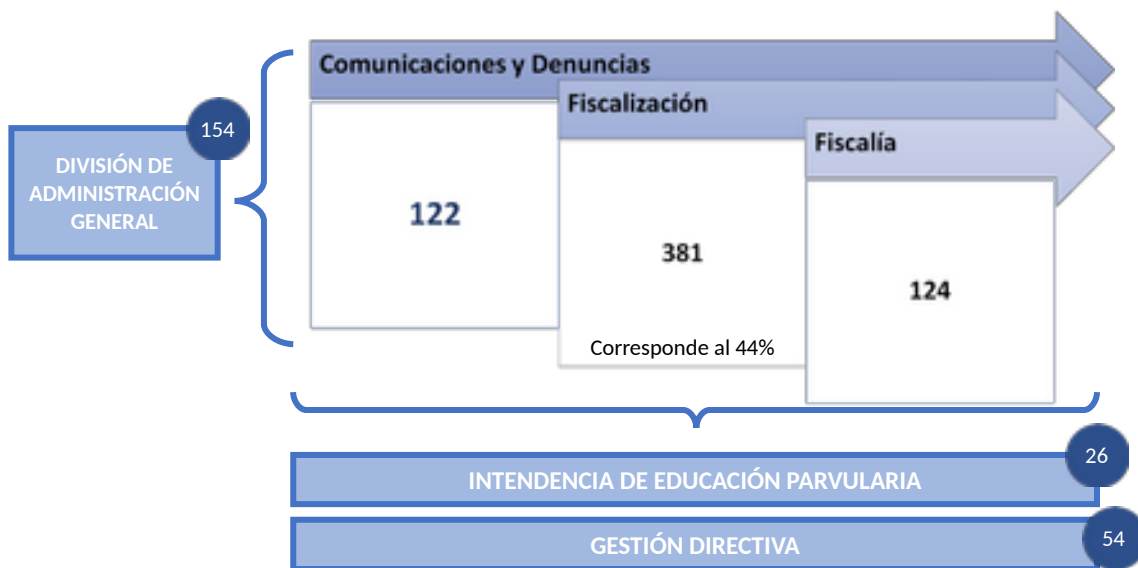 Comunicaciones y Denuncias
Fiscalización
Fiscalía
154
DIVISIÓN DE
ADMINISTRACIÓN
GENERAL
122
381
124
Corresponde al 44%
26
INTENDENCIA DE EDUCACIÓN PARVULARIA
54
GESTIÓN DIRECTIVA